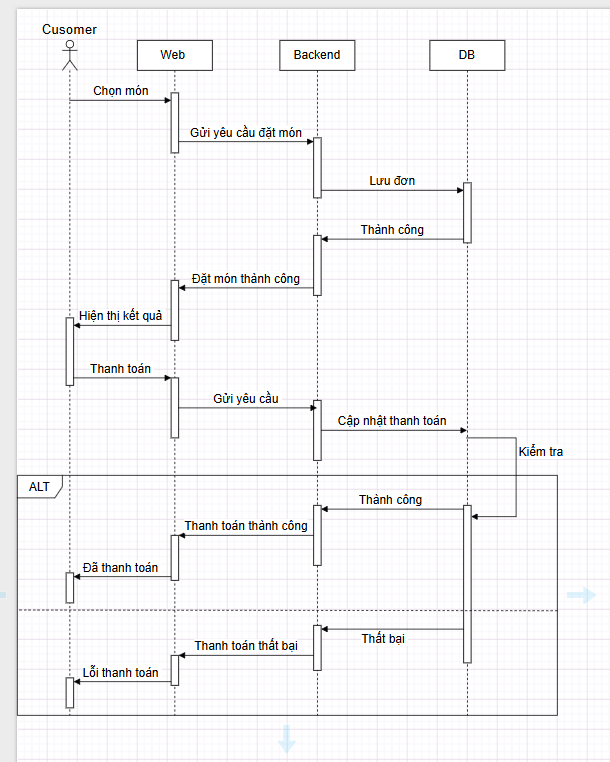 Cusomer
Web
Backend
DB
Chọn món
Gửi yêu cầu đặt món
Lưu đơn
Thành công
Đặt món thành công
Hiện thị kết quả
Thanh toán
Gửi yêu cầu
Cập nhật thanh toán
Kiểm tra
ALT
Thành công
Thanh toán thành công
Đã thanh toán
Thất bại
Thanh toán thất bại
Lỗi thanh toán